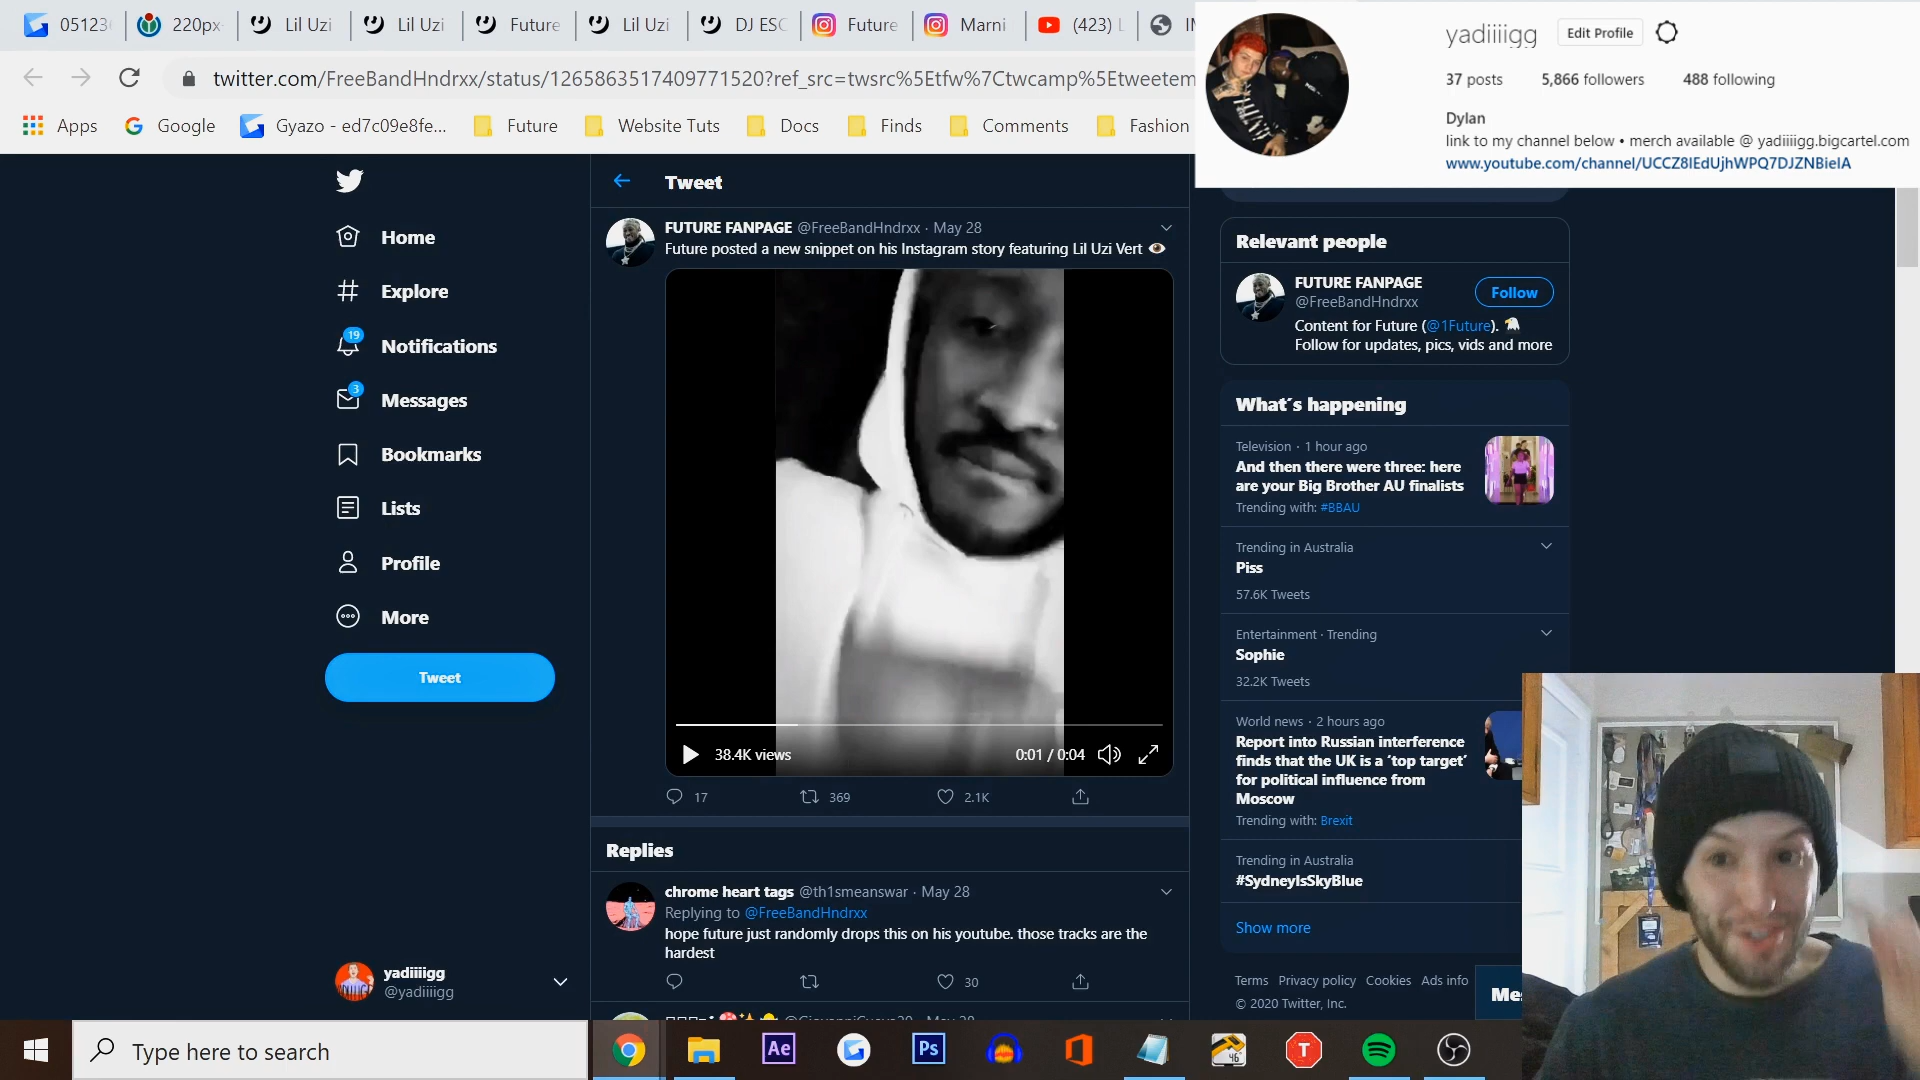 05123
220px
Lil Uzi
Lil Uzi
Future
Lil Uzi
DJ ESC
Future
Marni
(423) L
twitter.com/FreeBandHndrxx/status/1265863517409771520?ref_src=twsrc%5Etfw%7Ctwcamp%5Etweetem
Apps
Google
Gyazo - ed7c09e8fe...
Future
Website Tuts
Docs
Finds
Comments
Fashion
yadiiiigg
Edit Profile
37 posts
5,866 followers
488 following
Dylan
link to my channel below • merch available @ yadiiiigg.bigcartel.com
www.youtube.com/channel/UCCZ8lEdUjhWPQ7DJZNBielA
Home
Explore
19
Notifications
3
Messages
Bookmarks
Lists
Profile
More
Tweet
yadiiiigg
@yadiiiigg
Tweet
FUTURE FANPAGE @FreeBandHndrxx · May 28
Future posted a new snippet on his Instagram story featuring Lil Uzi Vert
38.4K views
0:01 / 0:04
17
369
2.1K
Replies
chrome heart tags @th1smeanswar · May 28
Replying to @FreeBandHndrxx
hope future just randomly drops this on his youtube. those tracks are the
hardest
30
Relevant people
FUTURE FANPAGE
@FreeBandHndrxx
Follow
Content for Future (@1Future).
Follow for updates, pics, vids and more
What's happening
Television · 1 hour ago
And then there were three: here
are your Big Brother AU finalists
Trending with: #BBAU
Trending in Australia
Piss
57.6K Tweets
Entertainment · Trending
Sophie
32.2K Tweets
World news · 2 hours ago
Report into Russian interference
finds that the UK is a 'top target'
for political influence from
Moscow
Trending with: Brexit
Trending in Australia
#SydneyIsSkyBlue
Show more
Terms Privacy policy Cookies Ads info
© 2020 Twitter, Inc.
Me
Type here to search
Ae
Ps
T